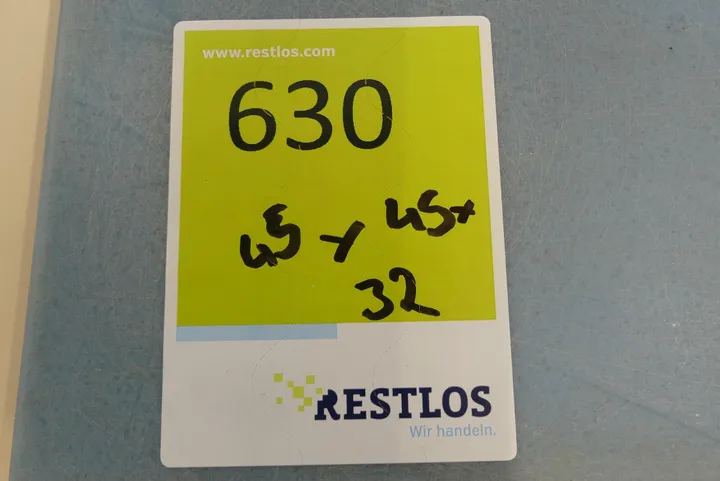 www.restlos.com
630
45 x 45 x
32
RESTLOS
Wir handeln.